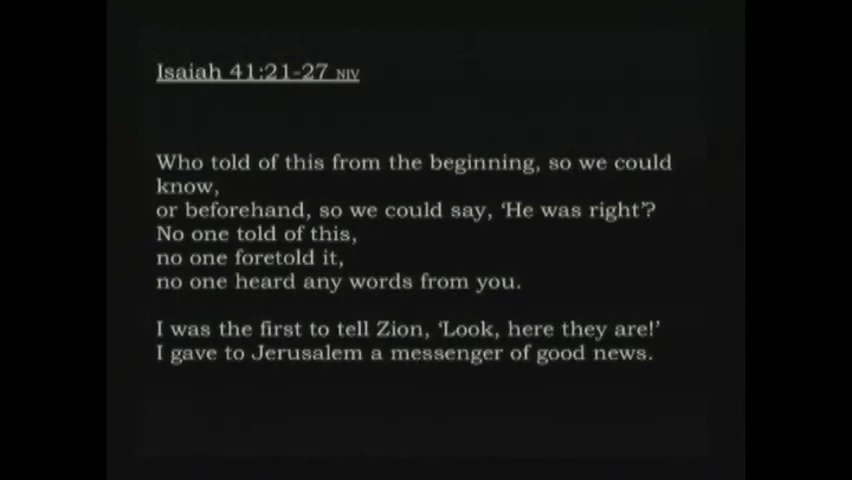 Isaiah 41:21-27 NIV
Who told of this from the beginning, so we could
know,
or beforehand, so we could say, ‘He was right’?
No one told of this,
no one foretold it,
no one heard any words from you.
I was the first to tell Zion, ‘Look, here they are!’
I gave to Jerusalem a messenger of good news.